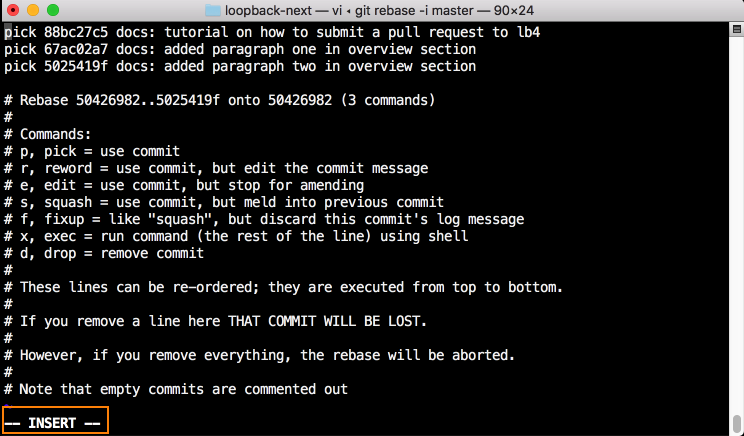 loopback-next — vi ◂ git rebase -i master — 90×24
pick 88bc27c5 docs: tutorial on how to submit a pull request to lb4
pick 67ac02a7 docs: added paragraph one in overview section
pick 5025419f docs: added paragraph two in overview section
# Rebase 50426982..5025419f onto 50426982 (3 commands)
#
# Commands:
# p, pick = use commit
# r, reword = use commit, but edit the commit message
# e, edit = use commit, but stop for amending
# s, squash = use commit, but meld into previous commit
# f, fixup = like "squash", but discard this commit's log message
# x, exec = run command (the rest of the line) using shell
# d, drop = remove commit
#
# These lines can be re-ordered; they are executed from top to bottom.
#
# If you remove a line here THAT COMMIT WILL BE LOST.
#
# However, if you remove everything, the rebase will be aborted.
#
# Note that empty commits are commented out
-- INSERT --